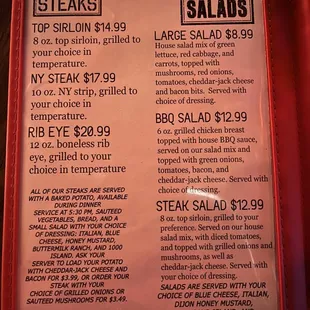 STEAKS
TOP SIRLOIN $14.99
8 oz. top sirloin, grilled to
your choice in
temperature.
NY STEAK $17.99
10 oz. NY strip, grilled to
your choice in
temperature.
RIB EYE $20.99
12 oz. boneless rib
eye, grilled to your
choice in temperature
ALL OF OUR STEAKS ARE SERVED
WITH A BAKED POTATO, AVAILABLE
DURING DINNER
SERVICE AT 5:30 PM, SAUTEED
VEGETABLES, BREAD, AND A
SMALL SALAD WITH YOUR CHOICE
OF DRESSING; ITALIAN, BLUE
CHEESE, HONEY MUSTARD,
BUTTERMILK RANCH, AND 1000
ISLAND. ASK YOUR
SERVER TO LOAD YOUR POTATO
WITH CHEDDAR-JACK CHEESE AND
BACON FOR $3.99, OR ORDER YOUR
STEAK WITH YOUR
CHOICE OF GRILLED ONIONS OR
SAUTEED MUSHROOMS FOR $3.49.
SALADS
LARGE SALAD $8.99
House salad mix of green
lettuce, red cabbage, and
carrots, topped with
mushrooms, red onions,
tomatoes, cheddar-jack cheese
and bacon bits. Served with
choice of dressing.
BBQ SALAD $12.99
6 oz. grilled chicken breast
topped with house BBQ sauce,
served on our salad mix and
topped with green onions,
tomatoes, bacon, and
cheddar-jack cheese. Served with
choice of dressing.
STEAK SALAD $12.99
8 oz. top sirloin, grilled to your
preference. Served on our house
salad mix, with diced tomatoes,
and topped with grilled onions and
mushrooms, as well as
cheddar-jack cheese. Served with
your choice of dressing.
SALADS ARE SERVED WITH YOUR
CHOICE OF BLUE CHEESE, ITALIAN,
DIJON HONEY MUSTARD,